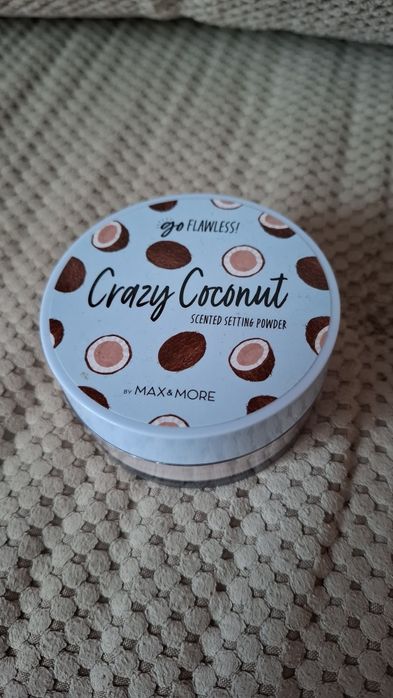 go FLAWLESS!
Crazy Coconut
SCENTED SETTING POWDER
BY MAX & MORE